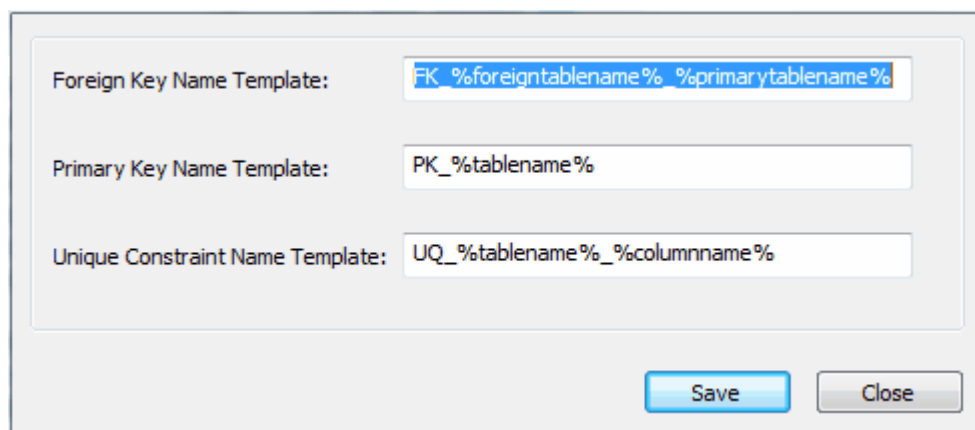 Foreign Key Name Template: FK_%foreigntablename%_%primarytablename%
Primary Key Name Template: PK_%tablename%
Unique Constraint Name Template: UQ_%tablename%_%columnname%
Save Close